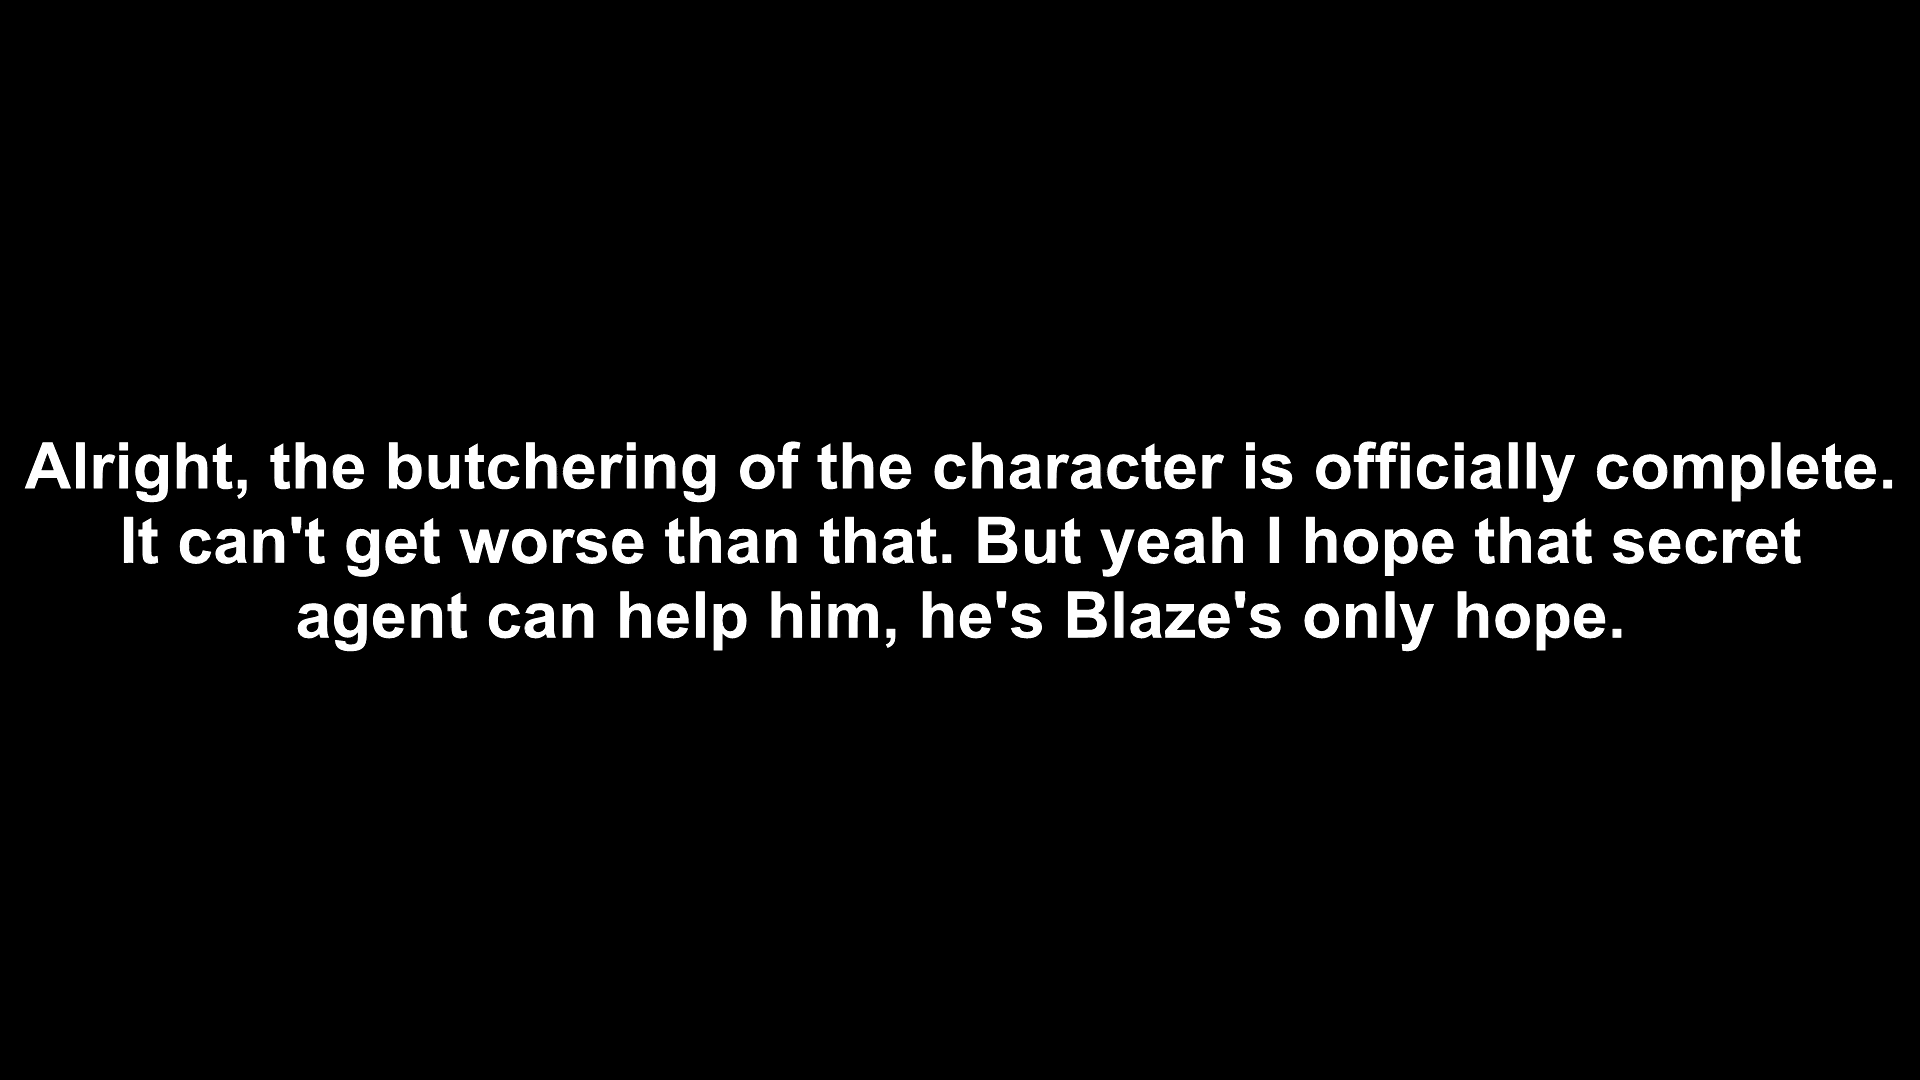 Alright, the butchering of the character is officially complete.
It can't get worse than that. But yeah I hope that secret
agent can help him, he's Blaze's only hope.